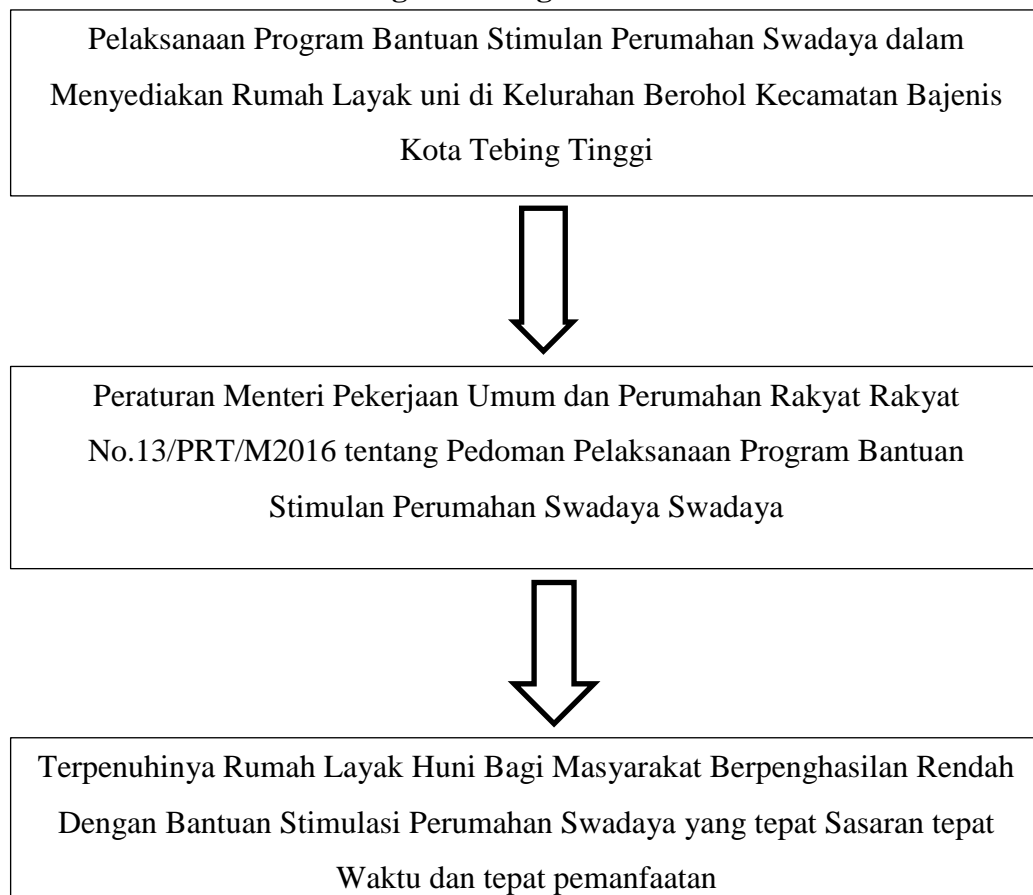 Pelaksanaan Program Bantuan Stimulan Perumahan Swadaya dalam
Menyediakan Rumah Layak uni di Kelurahan Berohol Kecamatan Bajenis
Kota Tebing Tinggi
Peraturan Menteri Pekerjaan Umum dan Perumahan Rakyat Rakyat
No.13/PRT/M2016 tentang Pedoman Pelaksanaan Program Bantuan
Stimulan Perumahan Swadaya Swadaya
Terpenuhinya Rumah Layak Huni Bagi Masyarakat Berpenghasilan Rendah
Dengan Bantuan Stimulasi Perumahan Swadaya yang tepat Sasaran tepat
Waktu dan tepat pemanfaatan